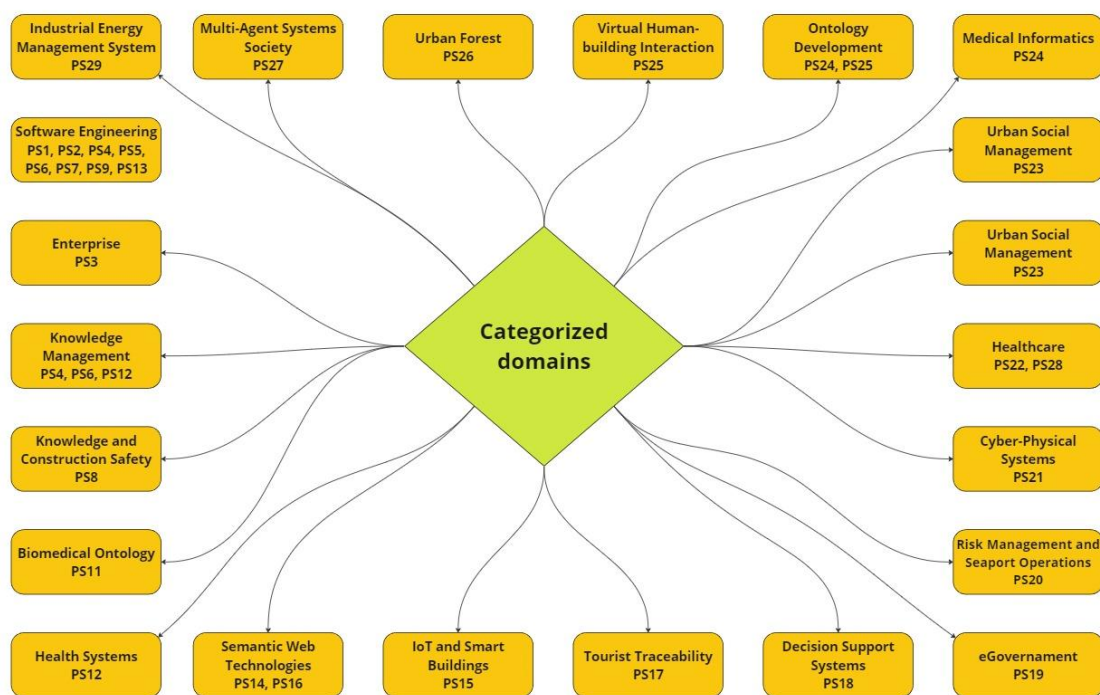 Industrial Energy
Management System
PS29
Multi-Agent Systems
Society
PS27
Urban Forest
PS26
Virtual Human-
building Interaction
PS25
Ontology
Development
PS24, PS25
Medical Informatics
PS24
Software Engineering
PS1, PS2, PS4, PS5,
PS6, PS7, PS9, PS13
Urban Social
Management
PS23
Enterprise
PS3
Urban Social
Management
PS23
Categorized
domains
Knowledge
Management
PS4, PS6, PS12
Healthcare
PS22, PS28
Knowledge and
Construction Safety
PS8
Cyber-Physical
Systems
PS21
Biomedical Ontology
PS11
Risk Management and
Seaport Operations
PS20
Health Systems
PS12
Semantic Web
Technologies
PS14, PS16
IoT and Smart
Buildings
PS15
Tourist Traceability
PS17
Decision Support
Systems
PS18
eGovernament
PS19